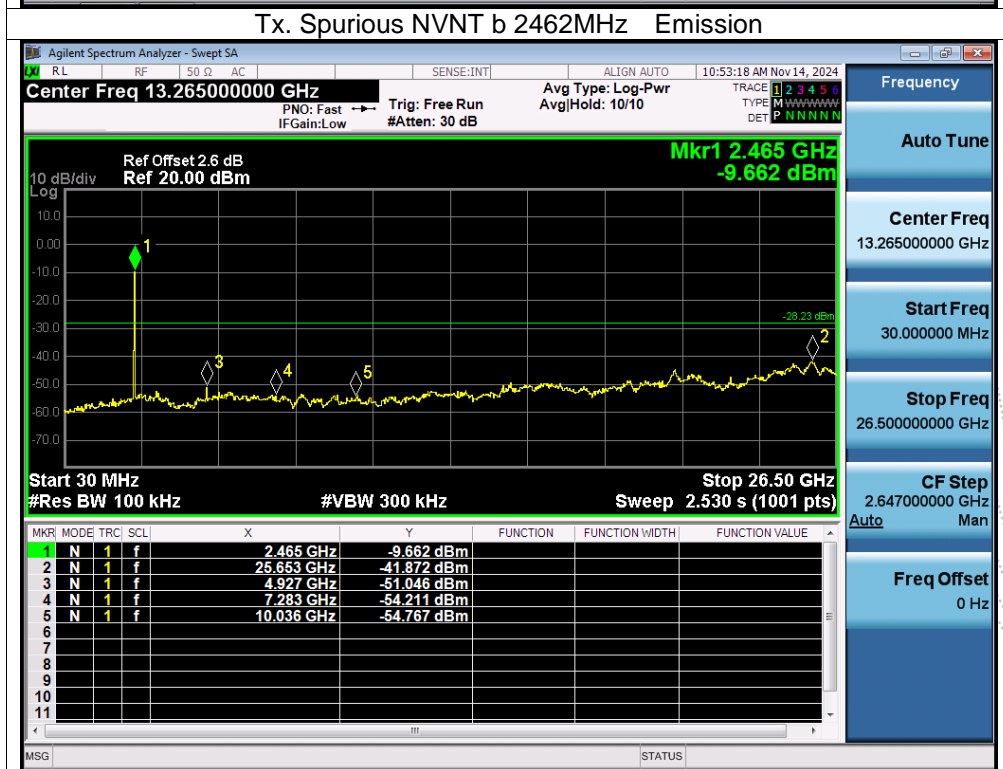 Tx. Spurious NVNT b 2462MHz Emission
Agilent Spectrum Analyzer - Swept SA
LXI RL RF 50 Ω AC SENSE:INT ALIGN AUTO 10:53:18 AM Nov 14, 2024
Center Freq 13.265000000 GHz
PNO: Fast
IFGain:Low
Trig: Free Run
#Atten: 30 dB
Avg Type: Log-Pwr
Avg|Hold: 10/10
TRACE 1 2 3 4 5 6
TYPE M WWWWW
DET P N N N N N
Mkr1 2.465 GHz
-9.662 dBm
Ref Offset 2.6 dB
10 dB/div Ref 20.00 dBm
Log
10.0
0.00
-10.0
-20.0
-30.0
-40.0
-50.0
-60.0
-70.0
-28.23 dBm
1
2
3
4
5
Start 30 MHz Stop 26.50 GHz
#Res BW 100 kHz #VBW 300 kHz Sweep 2.530 s (1001 pts)
MKR MODE TRC SCL X Y FUNCTION FUNCTION WIDTH FUNCTION VALUE
1 N 1 f 2.465 GHz -9.662 dBm
2 N 1 f 25.653 GHz -41.872 dBm
3 N 1 f 4.927 GHz -51.046 dBm
4 N 1 f 7.283 GHz -54.211 dBm
5 N 1 f 10.036 GHz -54.767 dBm
6
7
8
9
10
11
MSG STATUS
Frequency
Auto Tune
Center Freq
13.265000000 GHz
Start Freq
30.000000 MHz
Stop Freq
26.500000000 GHz
CF Step
2.647000000 GHz
Auto Man
Freq Offset
0 Hz